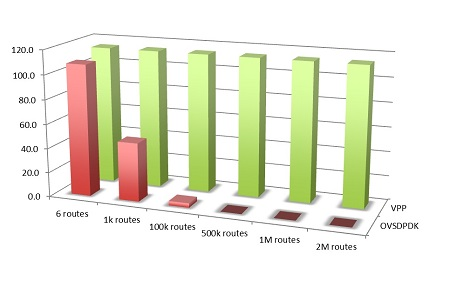 120.0
100.0
80.0
60.0
40.0
20.0
0.0
6 routes
1k routes
100k routes
500k routes
1M routes
2M routes
VPP
OVSDPDK